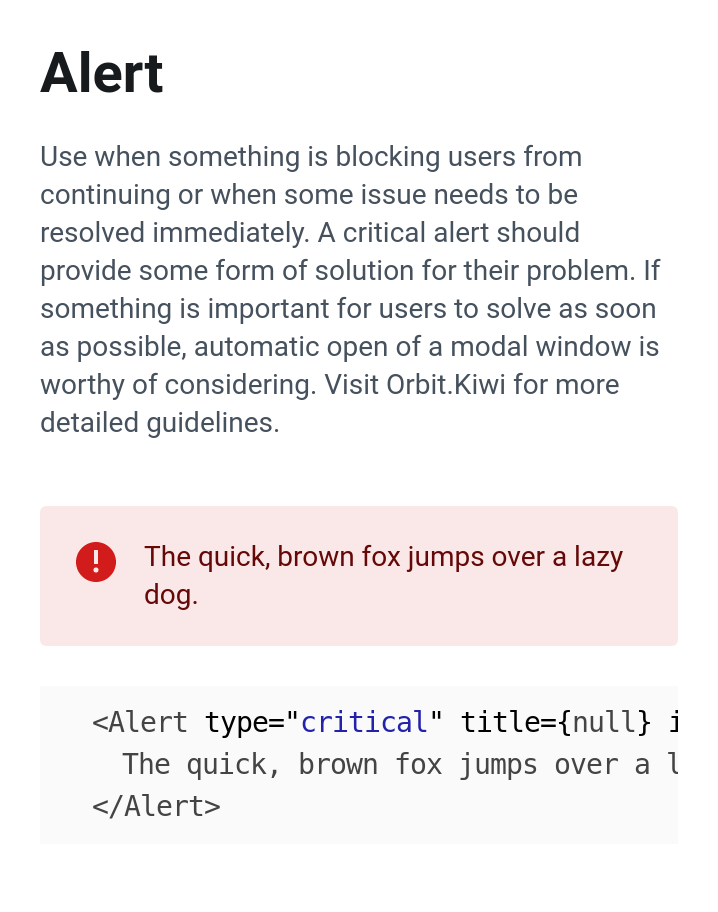 Alert
Use when something is blocking users from
continuing or when some issue needs to be
resolved immediately. A critical alert should
provide some form of solution for their problem. If
something is important for users to solve as soon
as possible, automatic open of a modal window is
worthy of considering. Visit Orbit.Kiwi for more
detailed guidelines.
The quick, brown fox jumps over a lazy
dog.
<Alert type="critical" title={null} i
The quick, brown fox jumps over a l
</Alert>